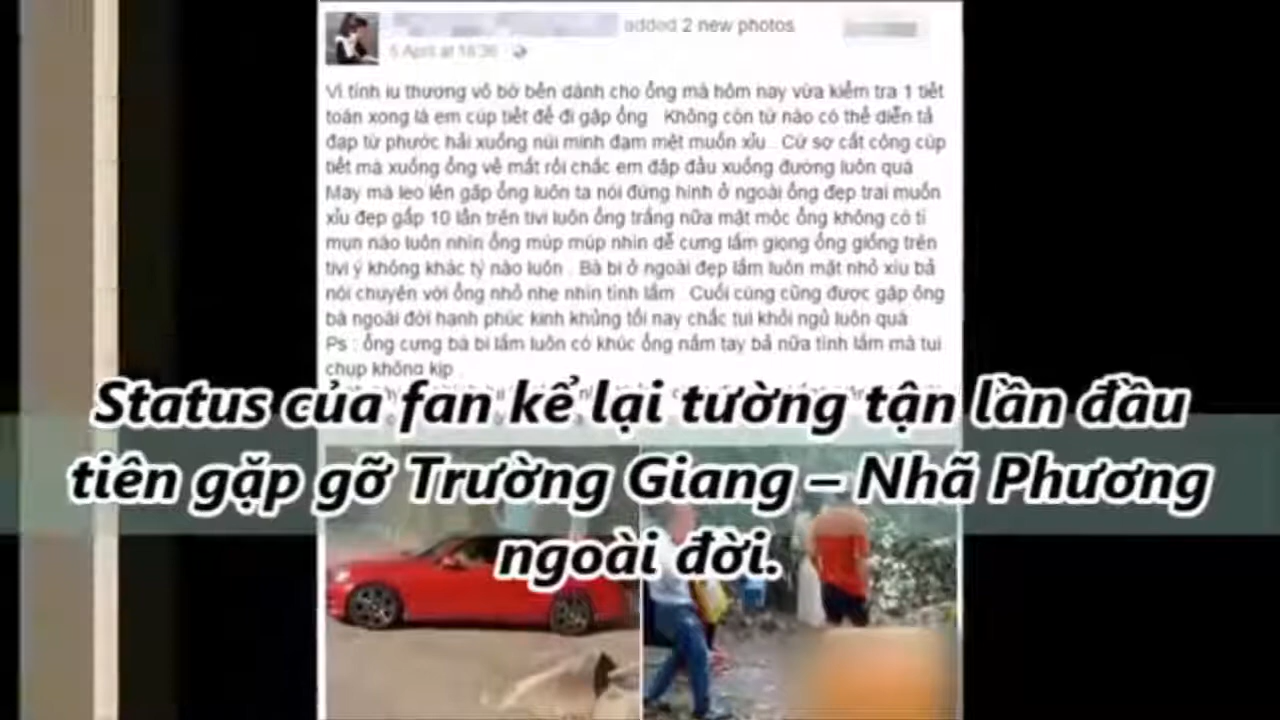 added 2 new photos
5 April at 18:36
Vì tính iu thương vô bờ bến dành cho ổng mà hôm nay vừa kiểm tra 1 tiết
toán xong là em cúp tiết để đi gặp ổng Không còn từ nào có thể diễn tả
đạp từ phước hải xuống núi minh đạm mệt muốn xỉu . Cứ sợ cất công cúp
tiết mà xuống ổng về mất rồi chắc em đập đầu xuống đường luôn quá
May mà leo lên gặp ổng luôn ta nói đứng hình ở ngoài ổng đẹp trai muốn
xỉu đẹp gấp 10 lần trên tivi luôn ổng trắng nữa mặt mộc ổng không có tí
mụn nào luôn nhìn ổng múp múp nhìn dễ cưng lắm giọng ổng giống trên
tivi ý không khác tý nào luôn . Bà bi ở ngoài đẹp lắm luôn mặt nhỏ xíu bả
nói chuyện với ổng nhỏ nhẹ nhìn tình lắm . Cuối cùng cũng được gặp ổng
bà ngoài đời hạnh phúc kinh khủng tối nay chắc tui khỏi ngủ luôn quá
Ps : ổng cưng bà bi lắm luôn có khúc ổng nắm tay bả nữa tình lắm mà tui
chụp không kịp .
Status của fan kể lại tường tận lần đầu
tiên gặp gỡ Trường Giang – Nhã Phương
ngoài đời.